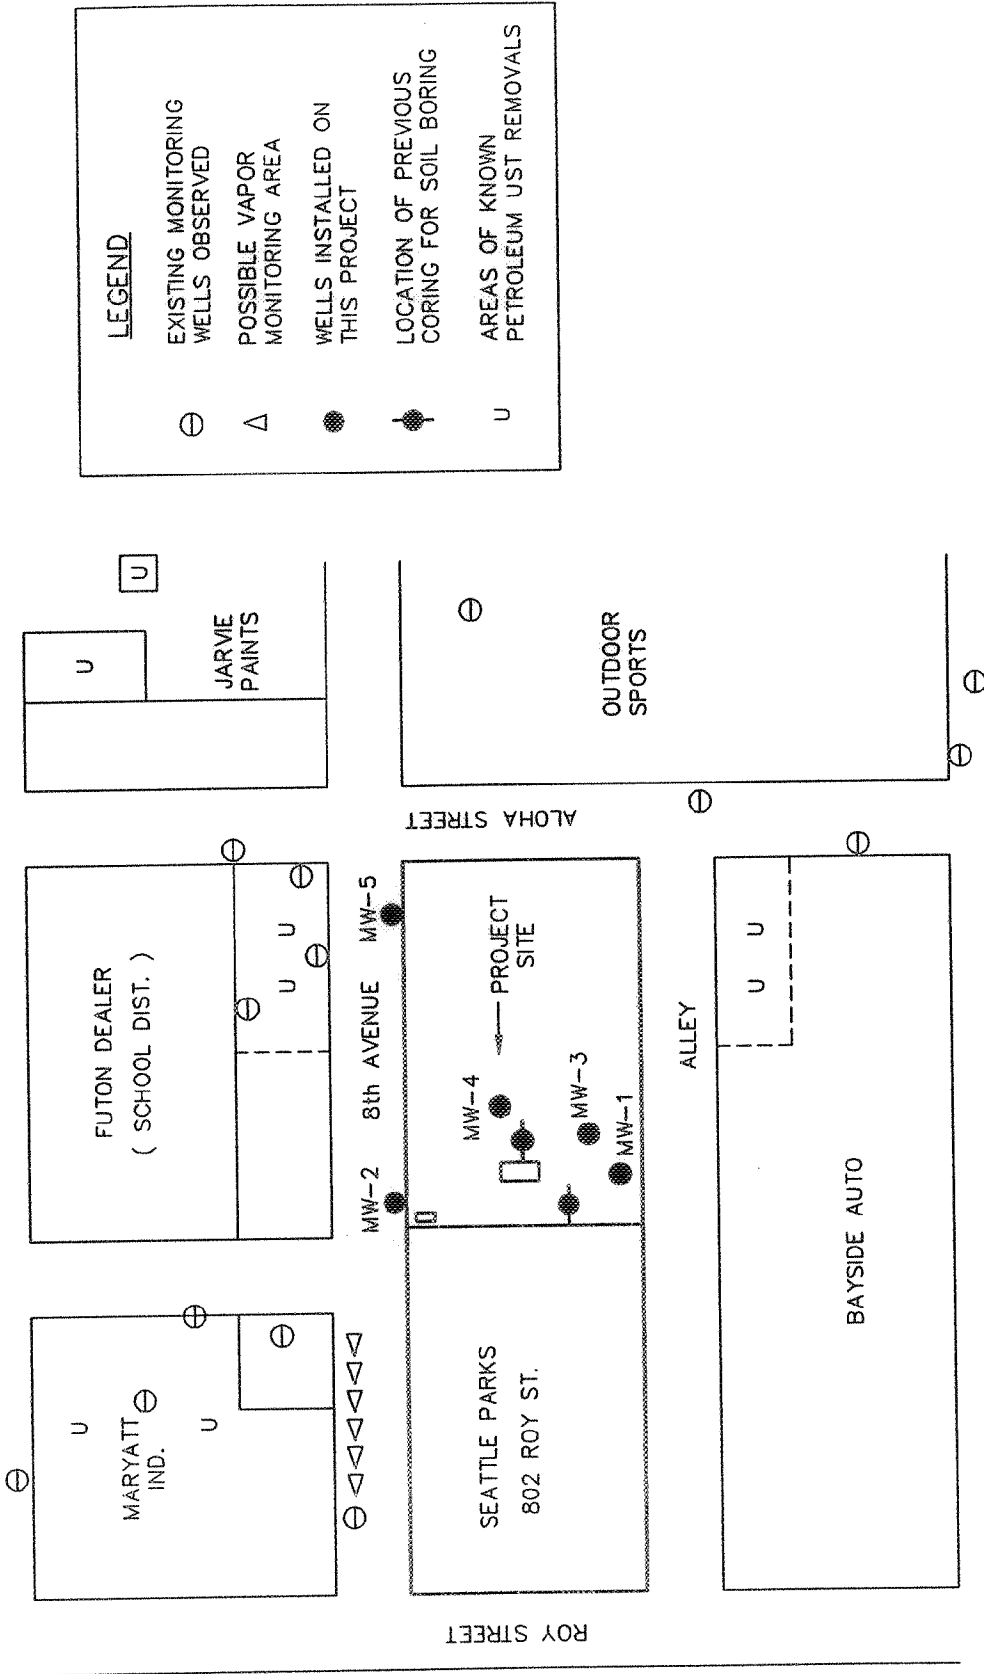 LEGEND
EXISTING MONITORING
WELLS OBSERVED
POSSIBLE VAPOR
MONITORING AREA
WELLS INSTALLED ON
THIS PROJECT
LOCATION OF PREVIOUS
CORING FOR SOIL BORING
U
AREAS OF KNOWN
PETROLEUM UST REMOVALS
MARYATT
IND.
U
U
FUTON DEALER
( SCHOOL DIST. )
U
U
JARVIE
PAINTS
U
U
MW-2
8th AVENUE
MW-5
SEATTLE PARKS
802 ROY ST.
MW-4
PROJECT
SITE
MW-3
MW-1
ROY STREET
ALOHA STREET
OUTDOOR
SPORTS
ALLEY
U
U
BAYSIDE AUTO